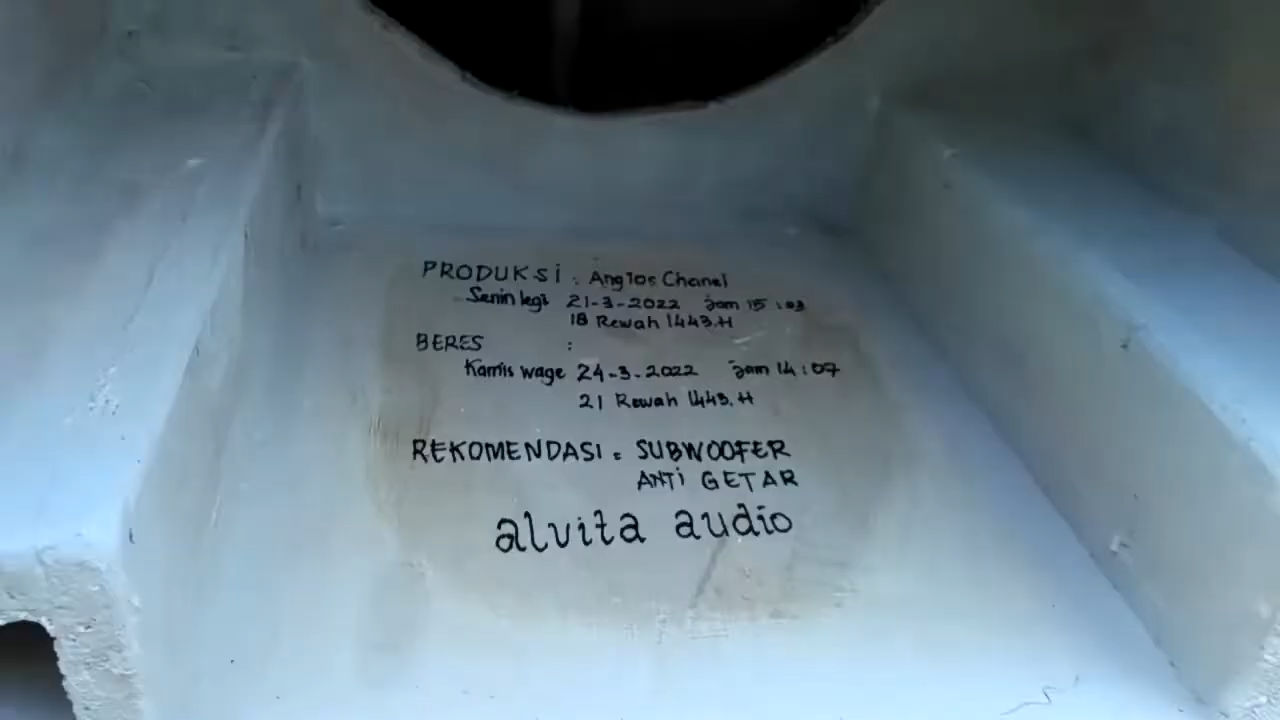 PRODUKSi : Anglos Chanel
Senin legi 21-3-2022 jam 15:03
18 Rewah 1443.H
BERES :
Kamis wage 24-3-2022 jam 14:07
21 Rewah 1443.H
REKOMENDASI : SUBWOOFER
ANTi GETAR
alvita audio